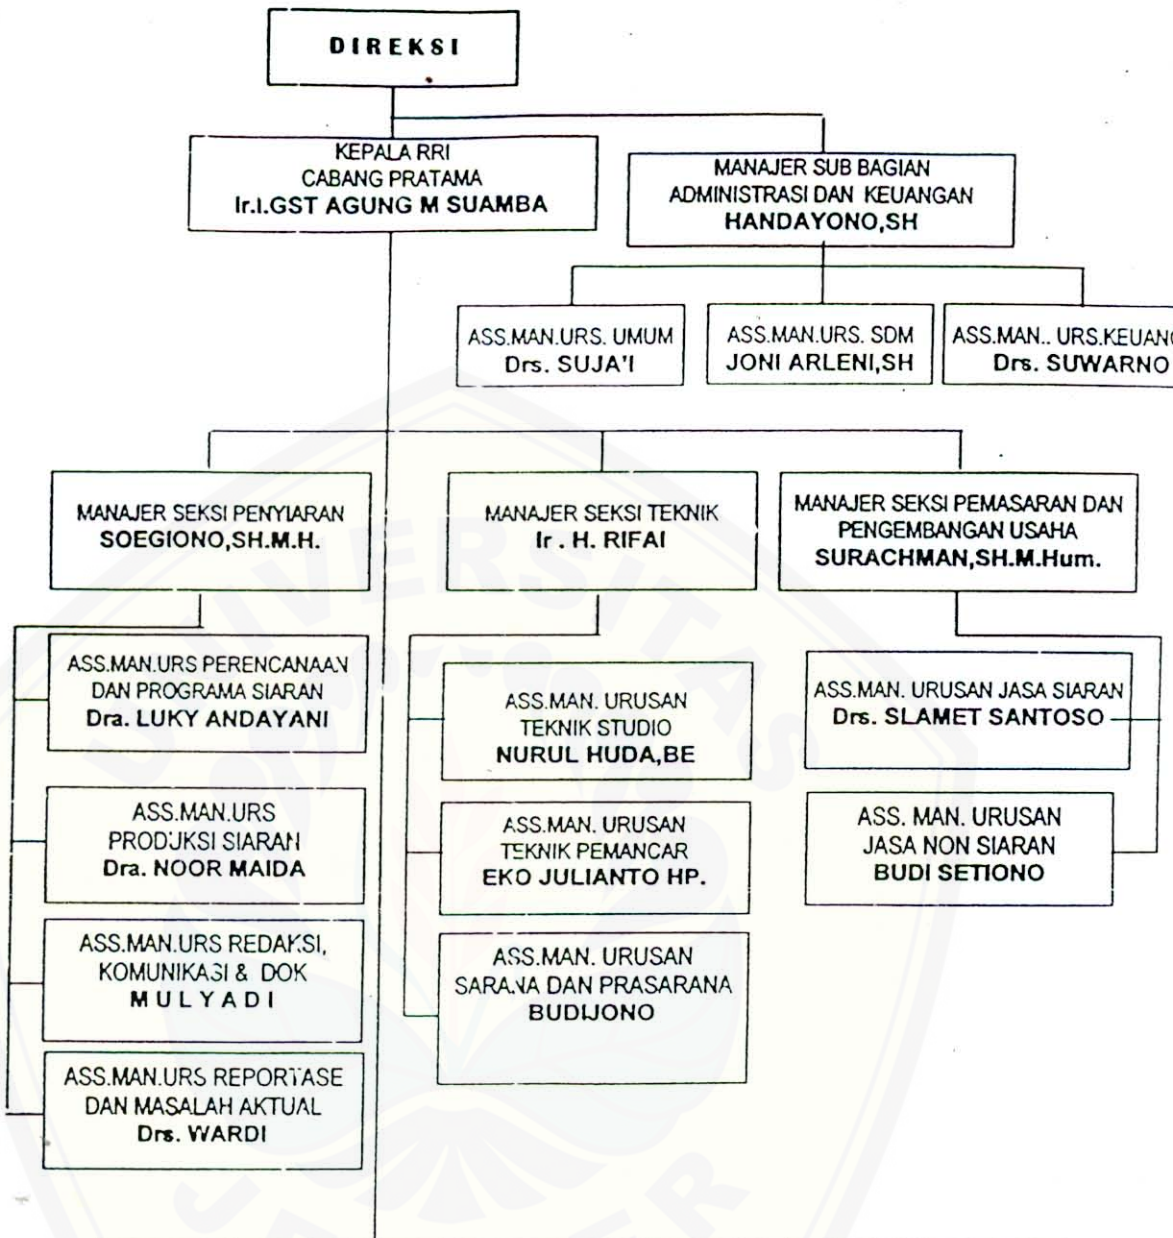 DIREKSI
KEPALA RRI
CABANG PRATAMA
Ir.I.GST AGUNG M SUAMBA
MANAJER SUB BAGIAN
ADMINISTRASI DAN KEUANGAN
HANDAYONO,SH
ASS.MAN.URS. UMUM
Drs. SUJA'I
ASS.MAN.URS. SDM
JONI ARLENI,SH
ASS.MAN.. URS.KEUANG
Drs. SUWARNO
MANAJER SEKSI PENYIARAN
SOEGIONO,SH.M.H.
MANAJER SEKSI TEKNIK
Ir . H. RIFAI
MANAJER SEKSI PEMASARAN DAN
PENGEMBANGAN USAHA
SURACHMAN,SH.M.Hum.
ASS.MAN.URS PERENCANAAN
DAN PROGRAMA SIARAN
Dra. LUKY ANDAYANI
ASS.MAN.URS
PRODUKSI SIARAN
Dra. NOOR MAIDA
ASS.MAN.URS REDAKSI,
KOMUNIKASI & DOK
M U L Y A D I
ASS.MAN.URS REPORTASE
DAN MASALAH AKTUAL
Drs. WARDI
ASS.MAN. URUSAN
TEKNIK STUDIO
NURUL HUDA,BE
ASS.MAN. URUSAN
TEKNIK PEMANCAR
EKO JULIANTO HP.
ASS.MAN. URUSAN
SARANA DAN PRASARANA
BUDIJONO
ASS.MAN. URUSAN JASA SIARAN
Drs. SLAMET SANTOSO
ASS. MAN. URUSAN
JASA NON SIARAN
BUDI SETIONO
UNIVERSITAS
JEMBER